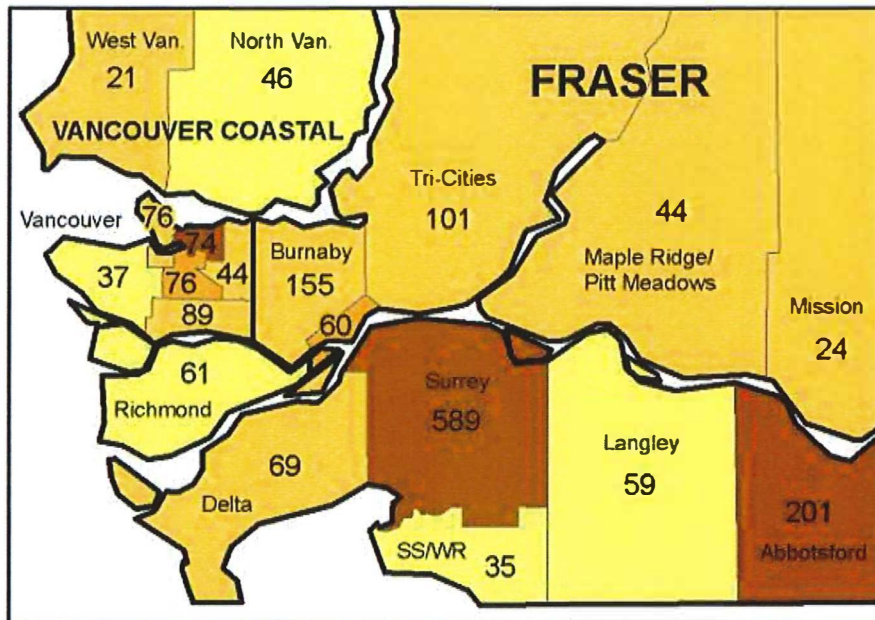 West Van.
21
North Van.
46
VANCOUVER COASTAL
FRASER
Tri-Cities
101
44
Maple Ridge/
Pitt Meadows
Mission
24
Vancouver
76
74
37
76
44
89
Burnaby
155
60
61
Richmond
Surrey
589
Langley
59
201
Abbotsford
69
Delta
SS/WR
35